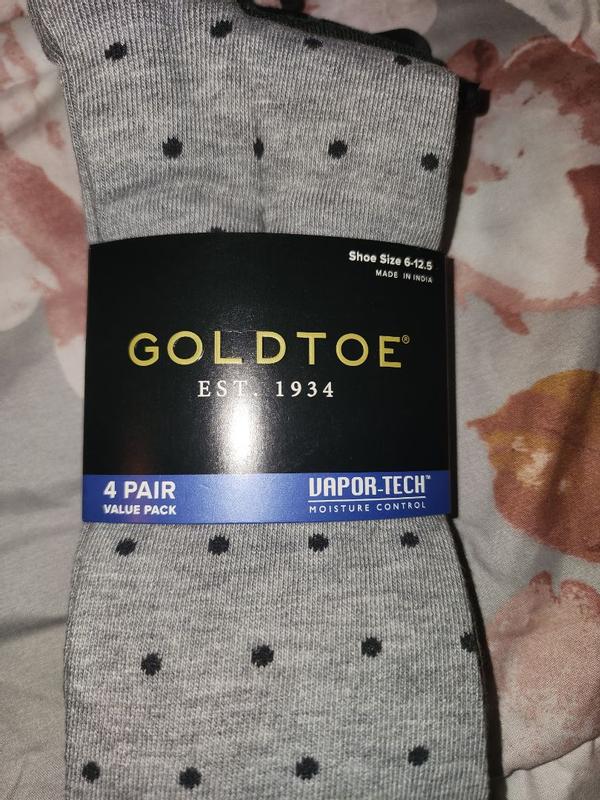 Shoe Size 6-12.5
MADE IN INDIA
GOLDTOE®
EST. 1934
4 PAIR
VALUE PACK
VAPOR-TECH™
MOISTURE CONTROL